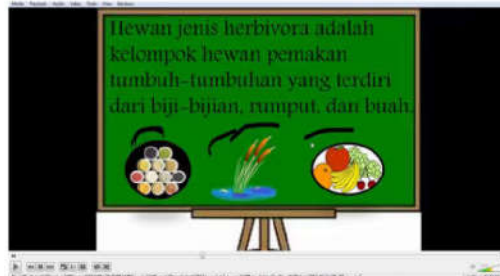 Hewan jenis herbivora adalah
kelompok hewan pemakan
tumbuh-tumbuhan yang terdiri
dari biji-bijian, rumput, dan buah.